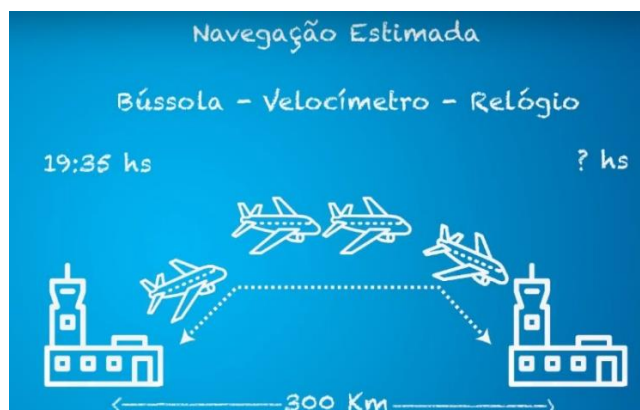 Navegação Estimada
Bússola - Velocímetro - Relógio
19:35 hs
? hs
300 Km